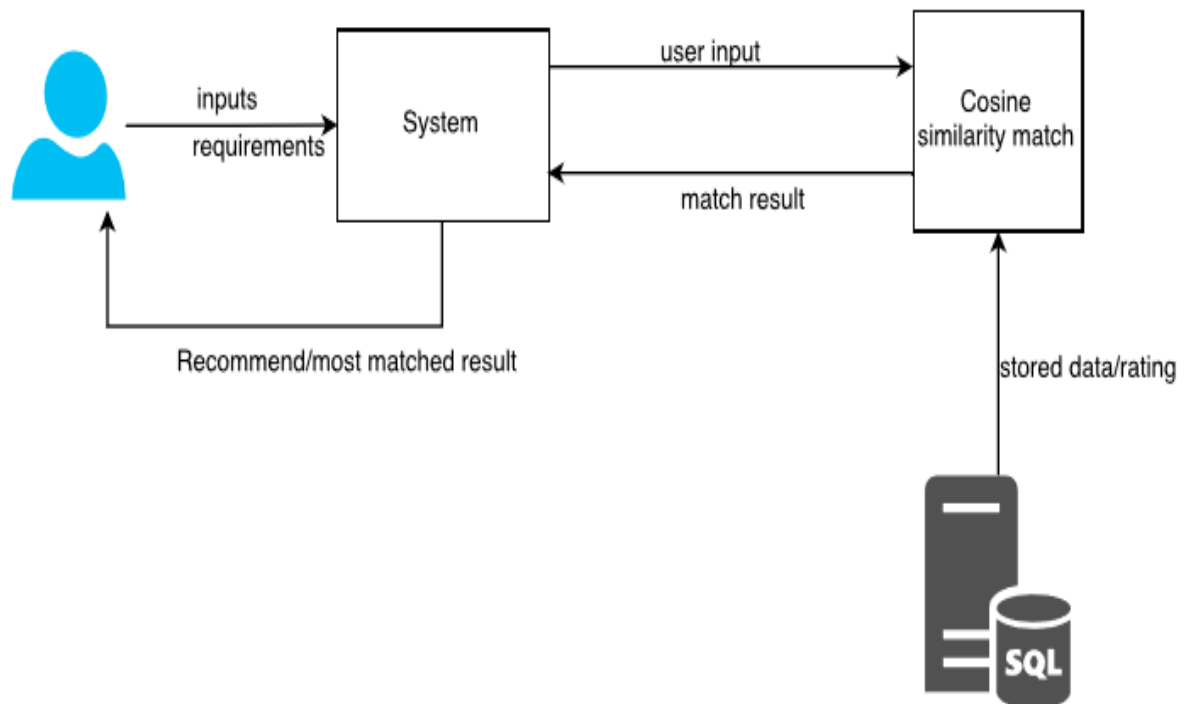 user input
inputs
requirements
System
Cosine
similarity match
match result
Recommend/most matched result
stored data/rating
SQL